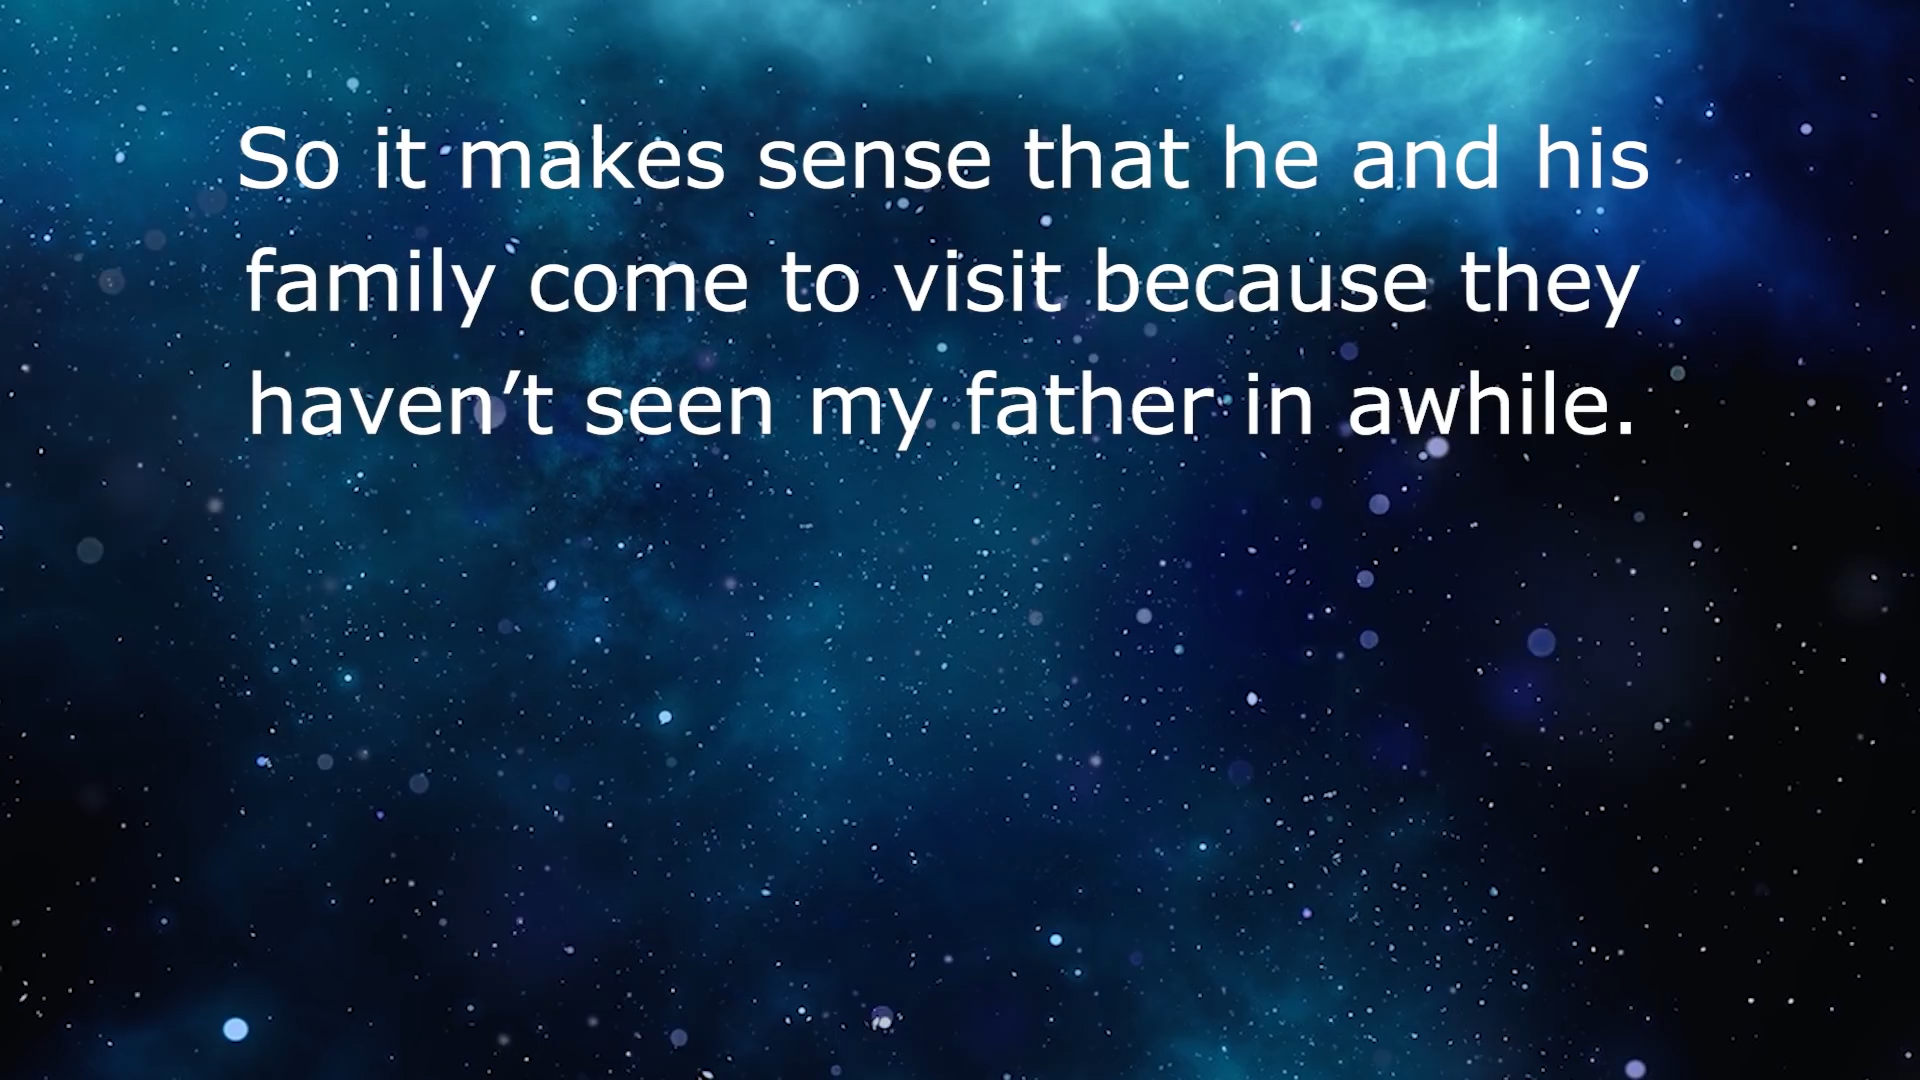 So it makes sense that he and his
family come to visit because they
haven’t seen my father in awhile.